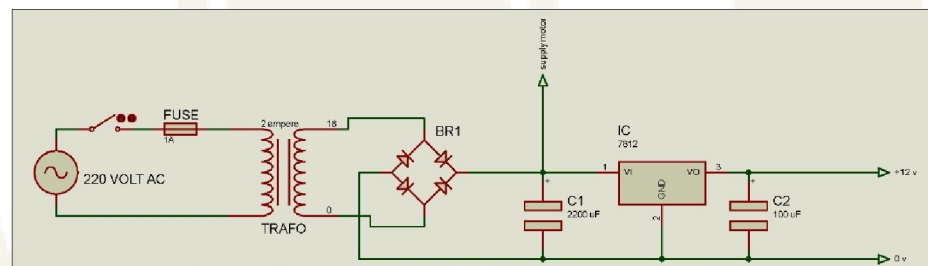 supply motor
FUSE
1A
2 ampere
18
BR1
IC
7812
220 VOLT AC
1
VI
VO
3
+12 v
GND
2
+
C1
2200 uF
+
C2
100 uF
0
TRAFO
0 v